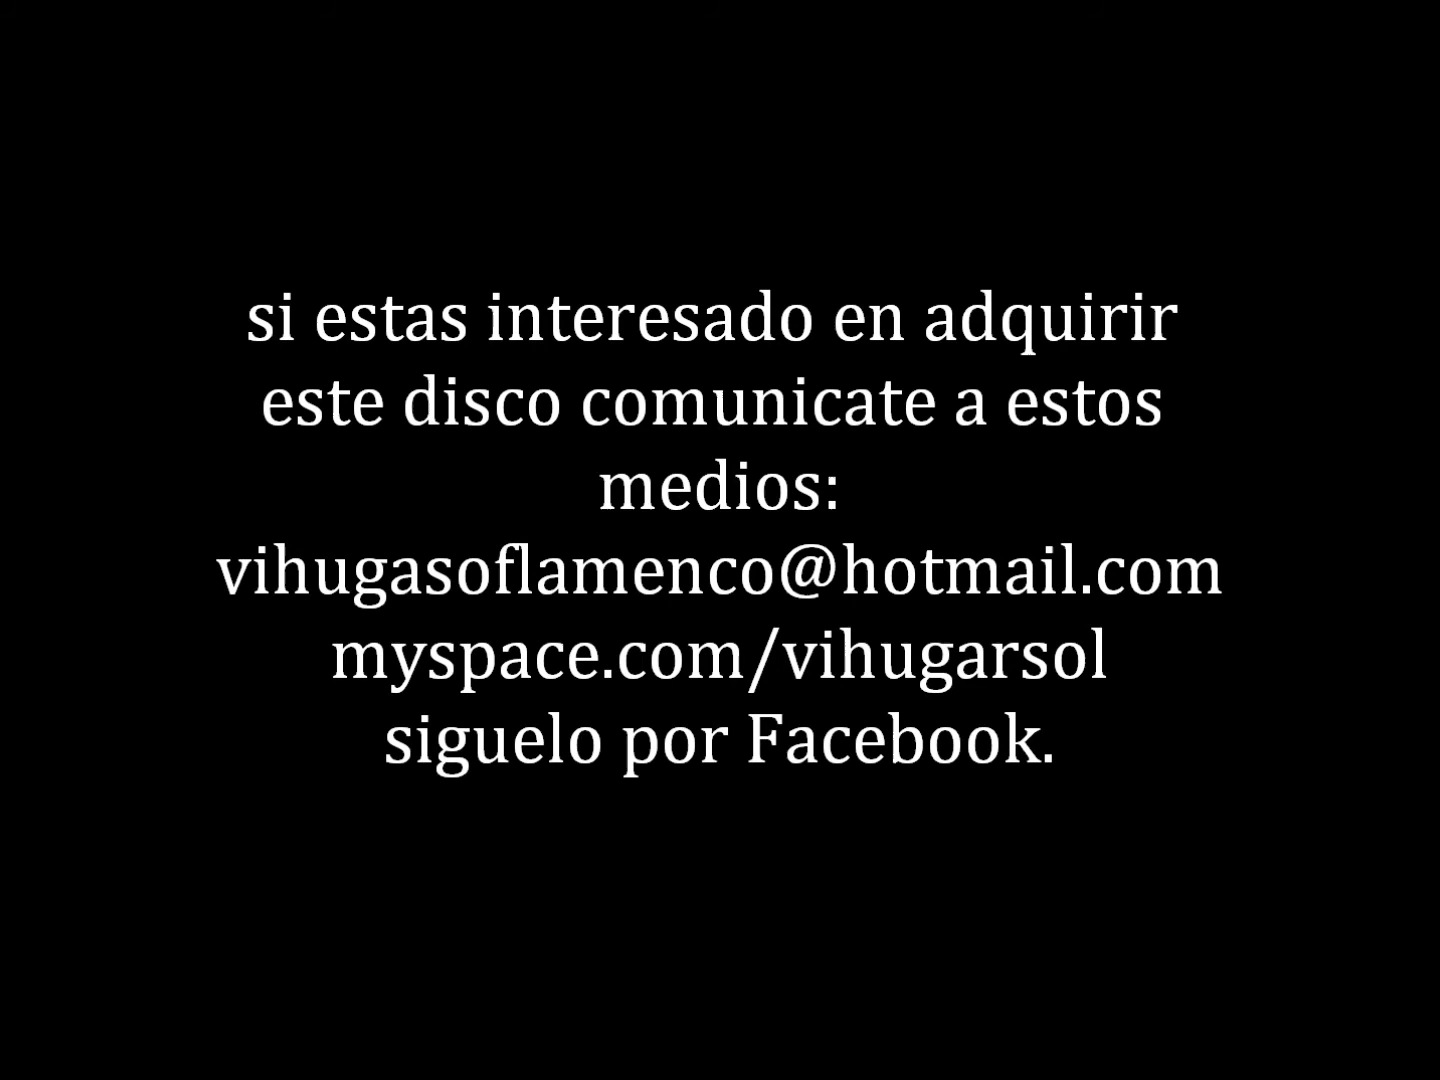 si estas interesado en adquirir
este disco comunicate a estos
medios:
vihugasoflamenco@hotmail.com
myspace.com/vihugarsol
siguelo por Facebook.